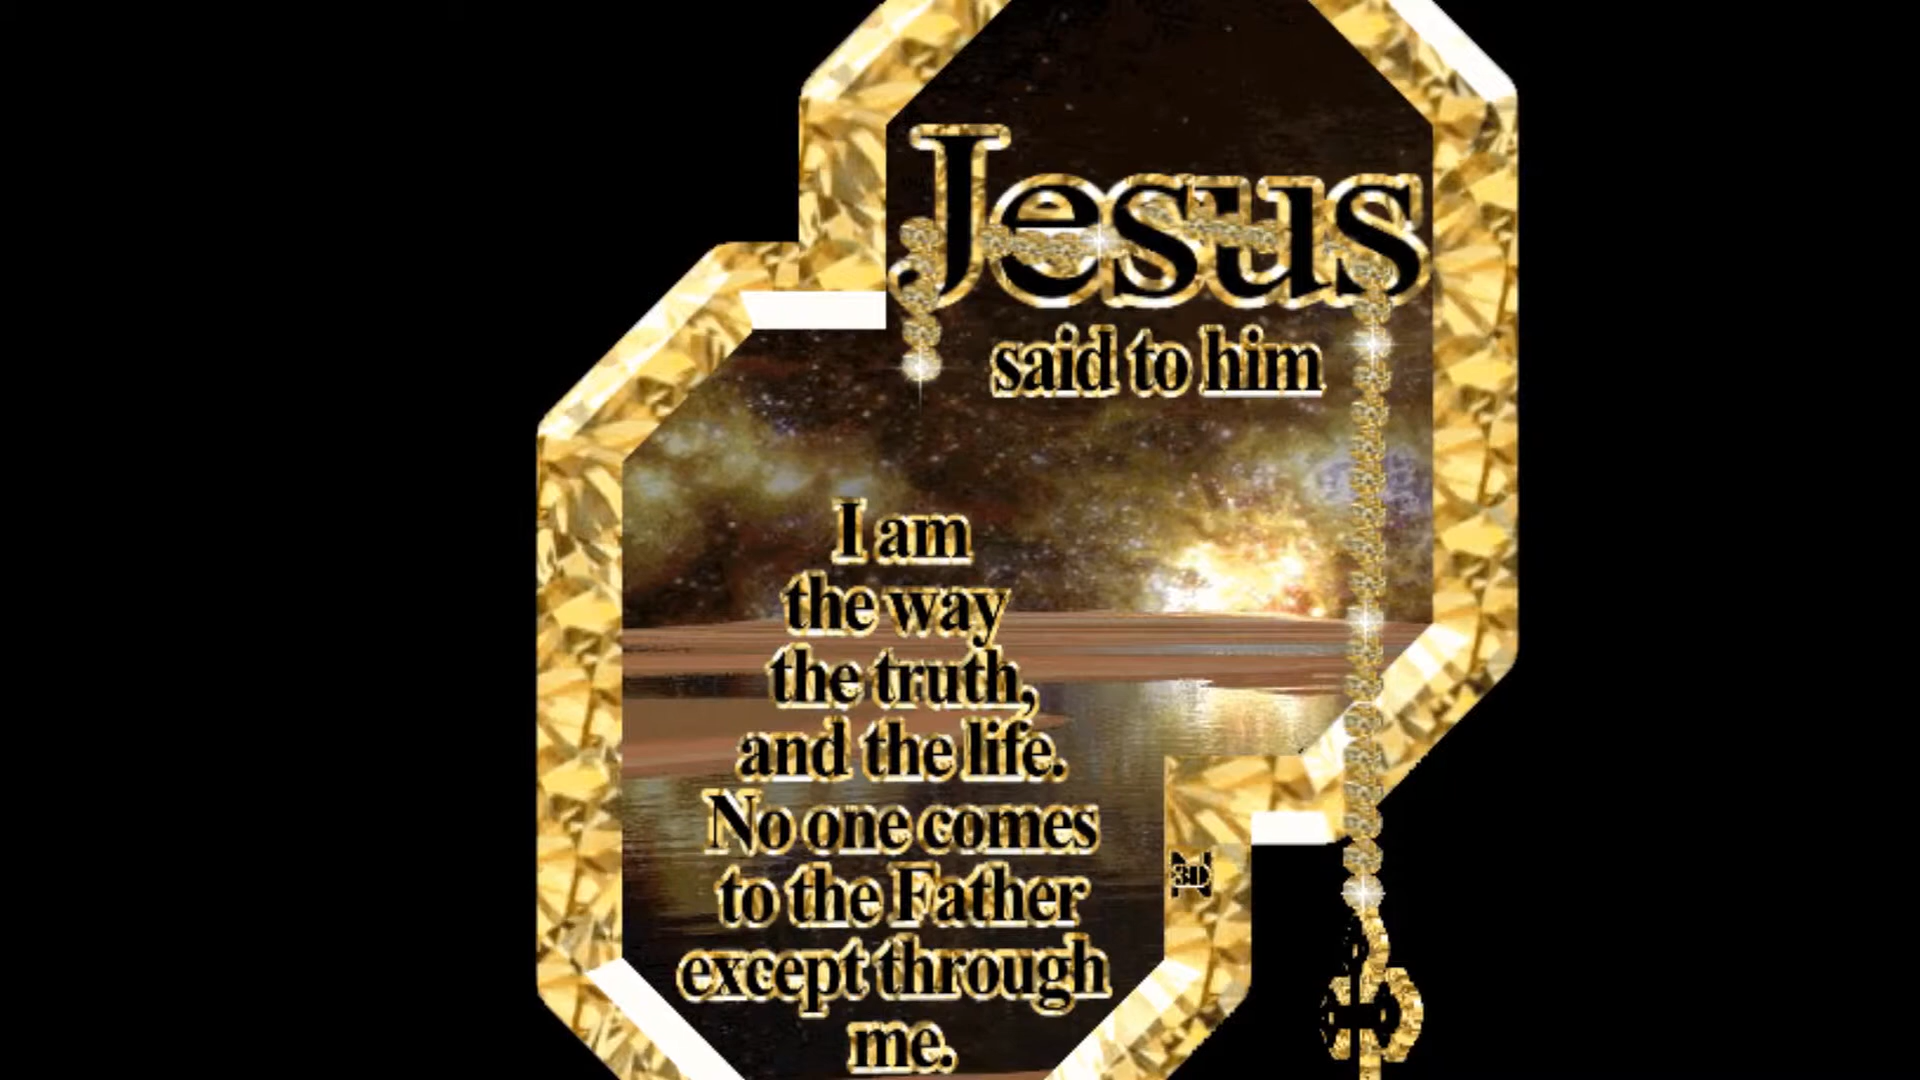 Jesus
said to him
I am
the way
the truth,
and the life.
No one comes
to the Father
except through
me.
3D